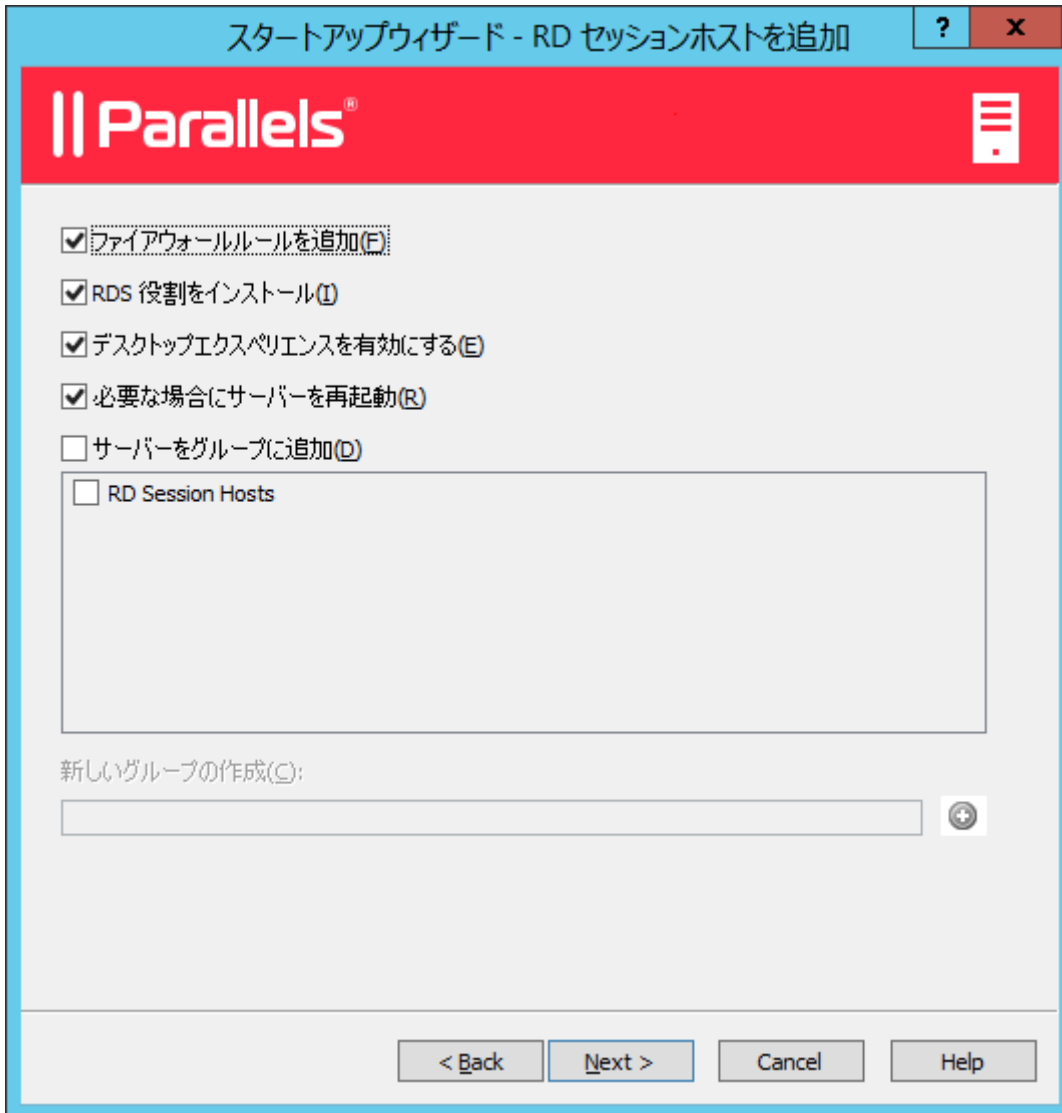 スタートアップウィザード - RD セッションホストを追加
?
x
Parallels®
ファイアウォールルールを追加(F)
RDS 役割をインストール(I)
デスクトップエクスペリエンスを有効にする(E)
必要な場合にサーバーを再起動(R)
サーバーをグループに追加(D)
RD Session Hosts
新しいグループの作成(C):
< Back
Next >
Cancel
Help